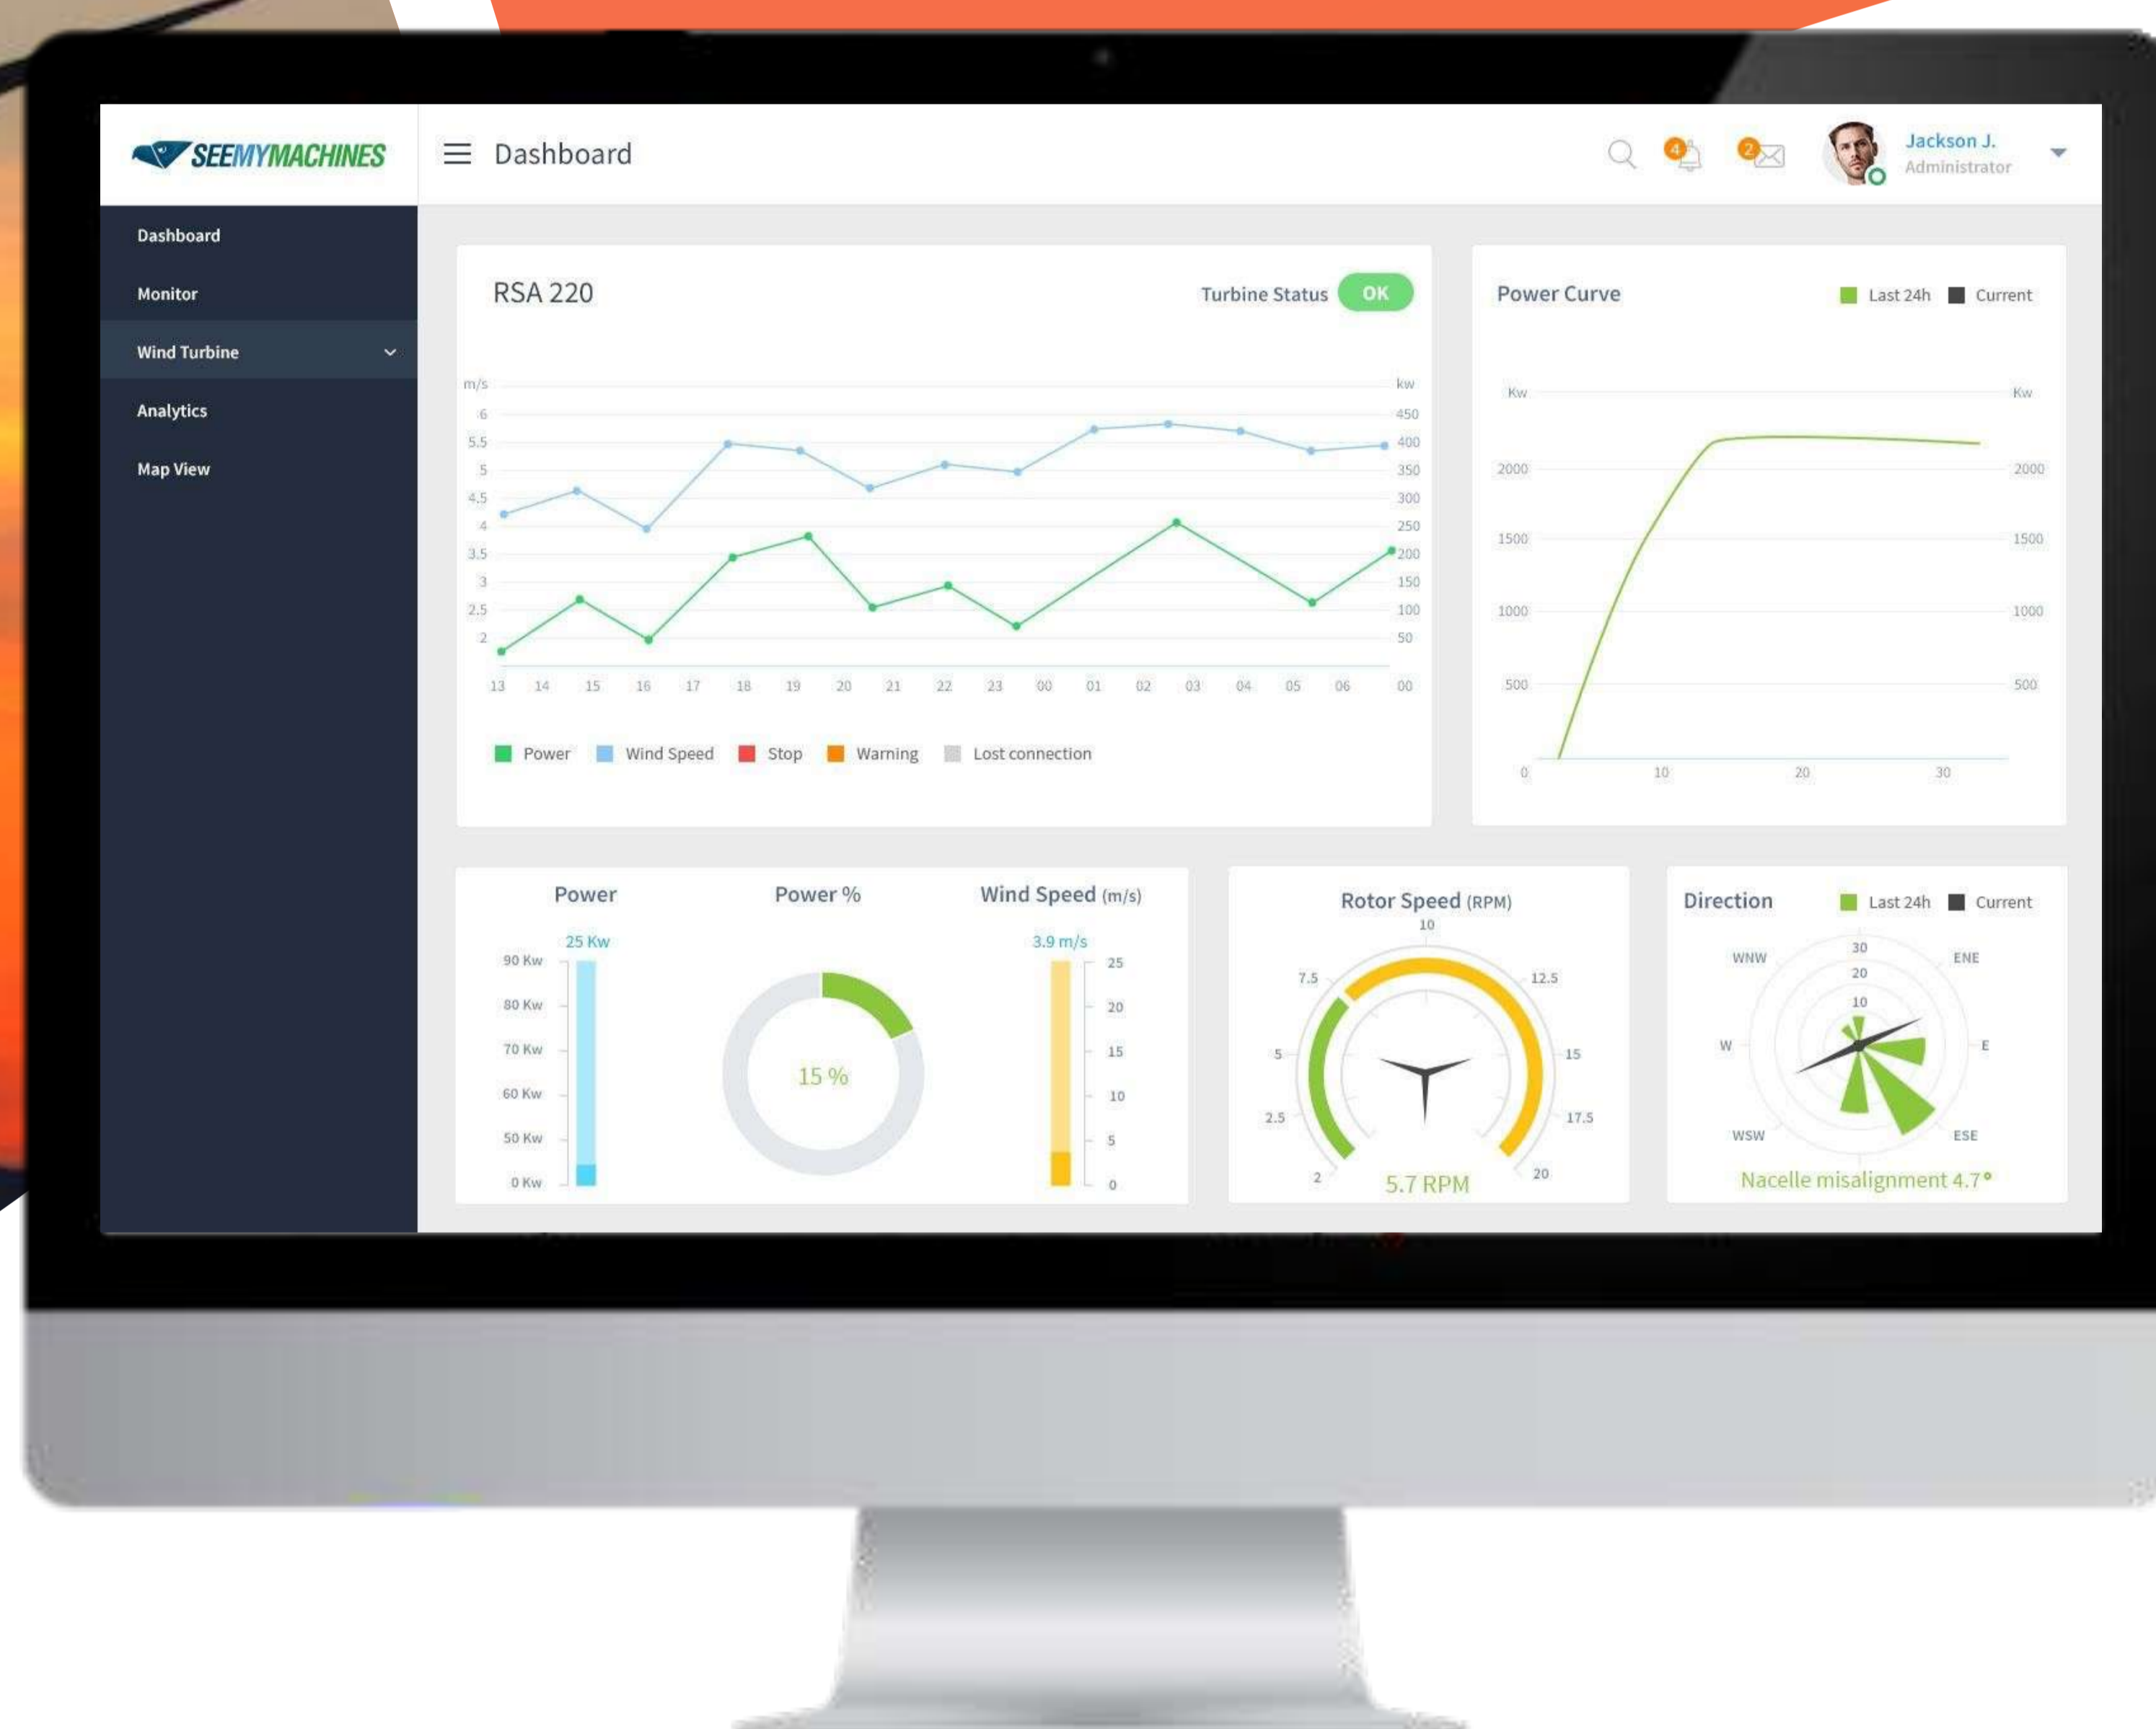 SEEMYMACHINES
Dashboard
4
2
Jackson J.
Administrator
Dashboard
Monitor
Wind Turbine
Analytics
Map View
RSA 220
Turbine Status OK
m/s
6
5.5
5
4.5
4
3.5
3
2.5
2
kw
450
400
350
300
250
200
150
100
50
13 14 15 16 17 18 19 20 21 22 23 00 01 02 03 04 05 06 00
Power Wind Speed Stop Warning Lost connection
Power Curve
Last 24h Current
Kw Kw
2000 2000
1500 1500
1000 1000
500 500
0 10 20 30
Power
25 Kw
90 Kw
80 Kw
70 Kw
60 Kw
50 Kw
0 Kw
Power %
15 %
Wind Speed (m/s)
3.9 m/s
25
20
15
10
5
0
Rotor Speed (RPM)
10
7.5 12.5
5 15
2.5 17.5
2 20
5.7 RPM
Direction
Last 24h Current
30
WNW ENE
20
10
W E
WSW ESE
Nacelle misalignment 4.7°